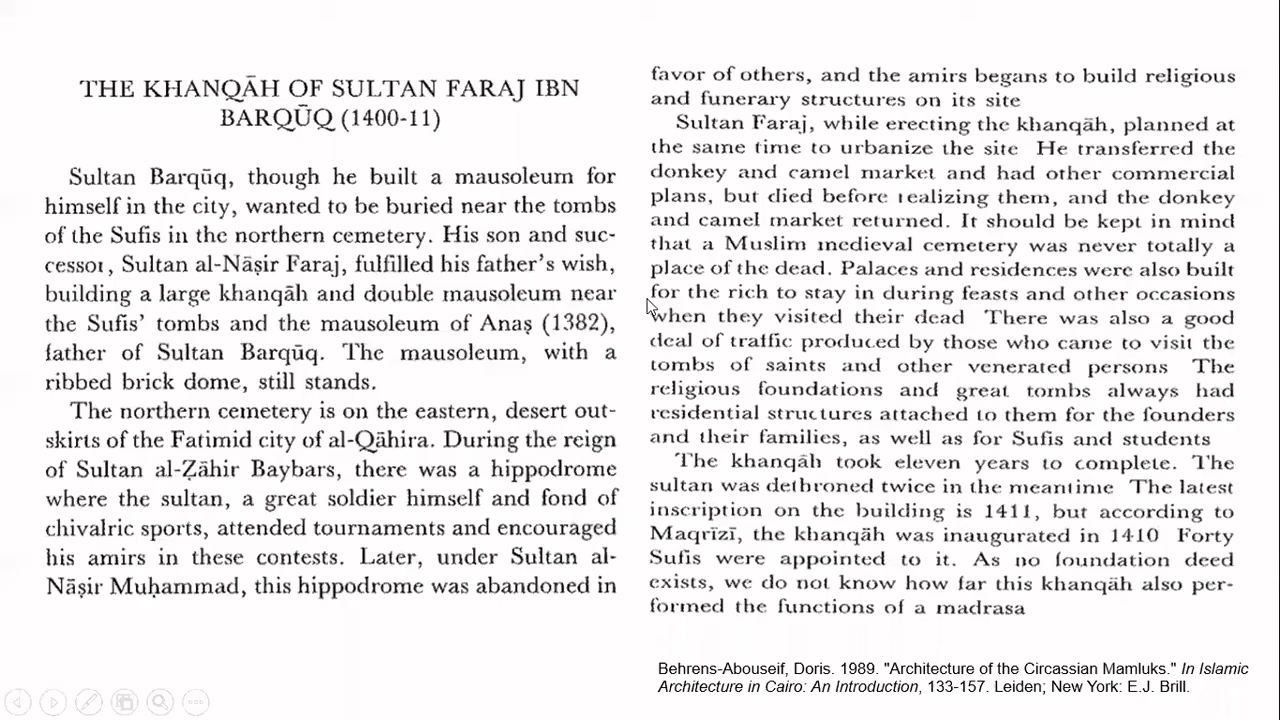 THE KHANQĀH OF SULTAN FARAJ IBN
BARQŪQ (1400-11)
Sultan Barqūq, though he built a mausoleum for
himself in the city, wanted to be buried near the tombs
of the Sufis in the northern cemetery. His son and suc-
cessor, Sultan al-Nāṣir Faraj, fulfilled his father's wish,
building a large khanqāh and double mausoleum near
the Sufis' tombs and the mausoleum of Anaṣ (1382),
father of Sultan Barqūq. The mausoleum, with a
ribbed brick dome, still stands.
The northern cemetery is on the eastern, desert out-
skirts of the Fatimid city of al-Qāhira. During the reign
of Sultan al-Ẓāhir Baybars, there was a hippodrome
where the sultan, a great soldier himself and fond of
chivalric sports, attended tournaments and encouraged
his amirs in these contests. Later, under Sultan al-
Nāṣir Muḥammad, this hippodrome was abandoned in
favor of others, and the amirs begans to build religious
and funerary structures on its site
Sultan Faraj, while erecting the khanqāh, planned at
the same time to urbanize the site He transferred the
donkey and camel market and had other commercial
plans, but died before realizing them, and the donkey
and camel market returned. It should be kept in mind
that a Muslim medieval cemetery was never totally a
place of the dead. Palaces and residences were also built
for the rich to stay in during feasts and other occasions
when they visited their dead There was also a good
deal of traffic produced by those who came to visit the
tombs of saints and other venerated persons The
religious foundations and great tombs always had
residential structures attached to them for the founders
and their families, as well as for Sufis and students
The khanqāh took eleven years to complete. The
sultan was dethroned twice in the meantime The latest
inscription on the building is 1411, but according to
Maqrīzī, the khanqāh was inaugurated in 1410 Forty
Sufis were appointed to it. As no foundation deed
exists, we do not know how far this khanqāh also per-
formed the functions of a madrasa
Behrens-Abouseif, Doris. 1989. "Architecture of the Circassian Mamluks." In Islamic
Architecture in Cairo: An Introduction, 133-157. Leiden; New York: E.J. Brill.